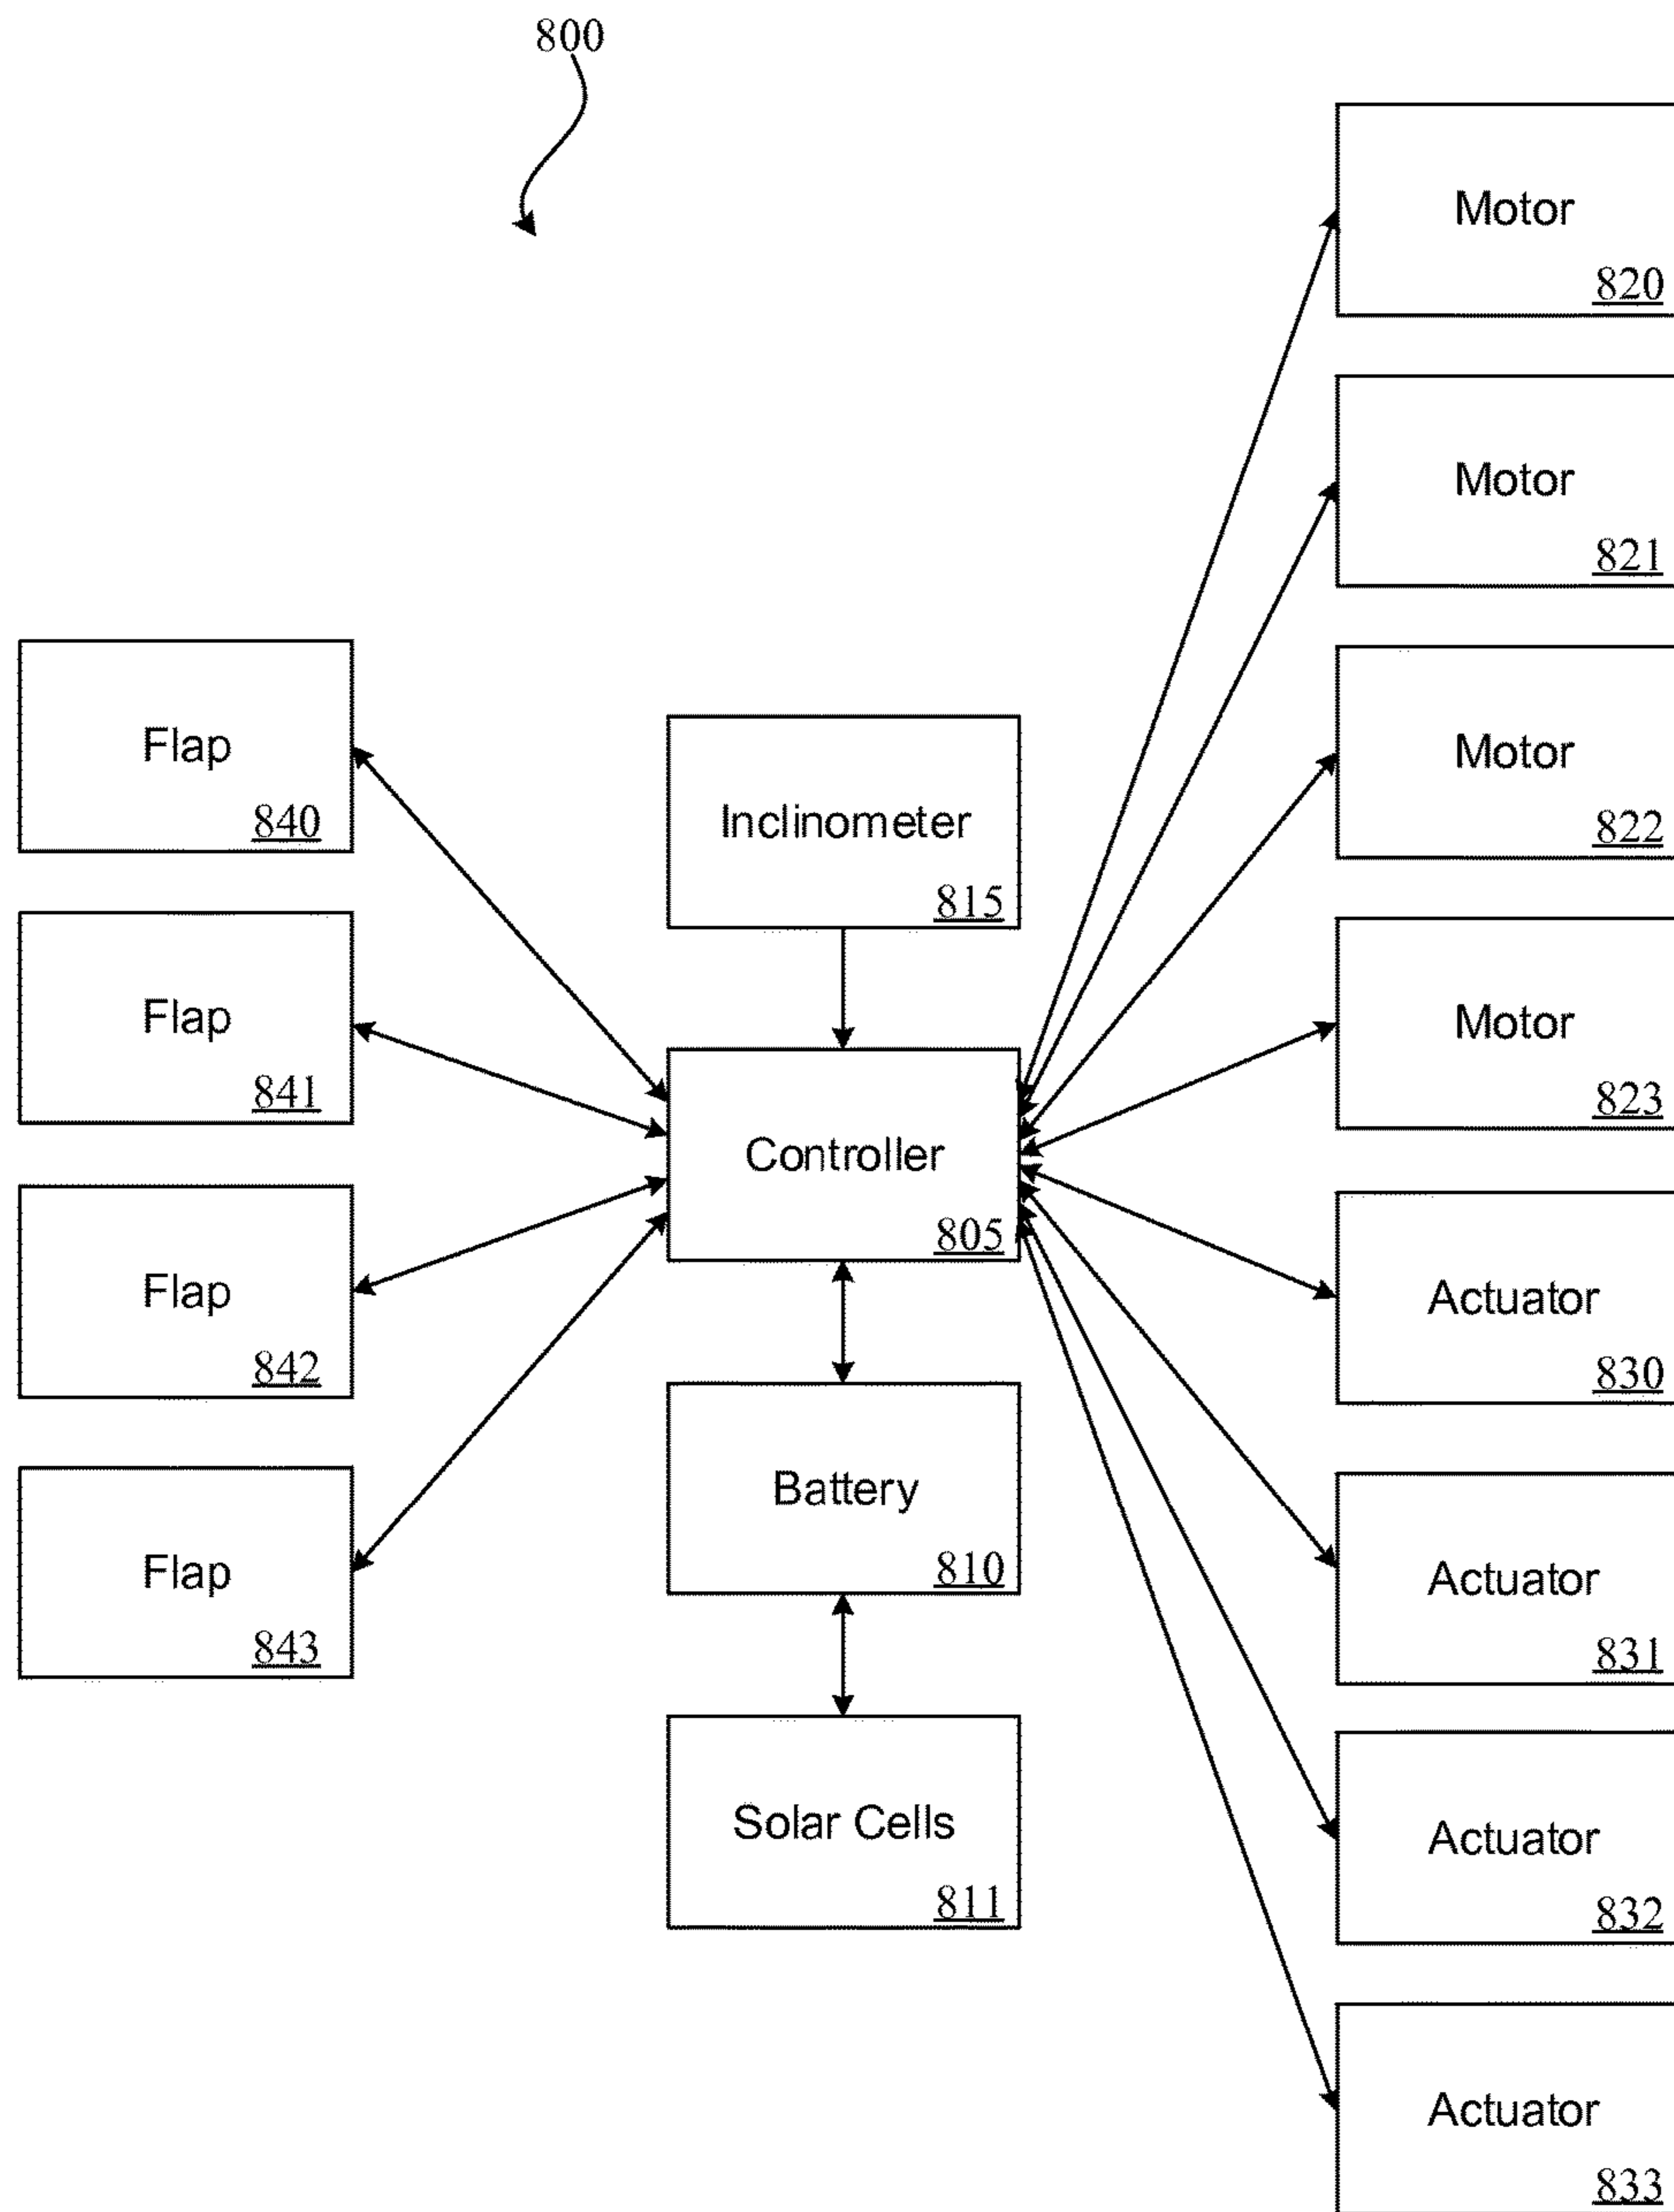 800
Motor
820
Motor
821
Motor
822
Motor
823
Flap
840
Flap
841
Flap
842
Flap
843
Inclinometer
815
Controller
805
Battery
810
Solar Cells
811
Actuator
830
Actuator
831
Actuator
832
Actuator
833